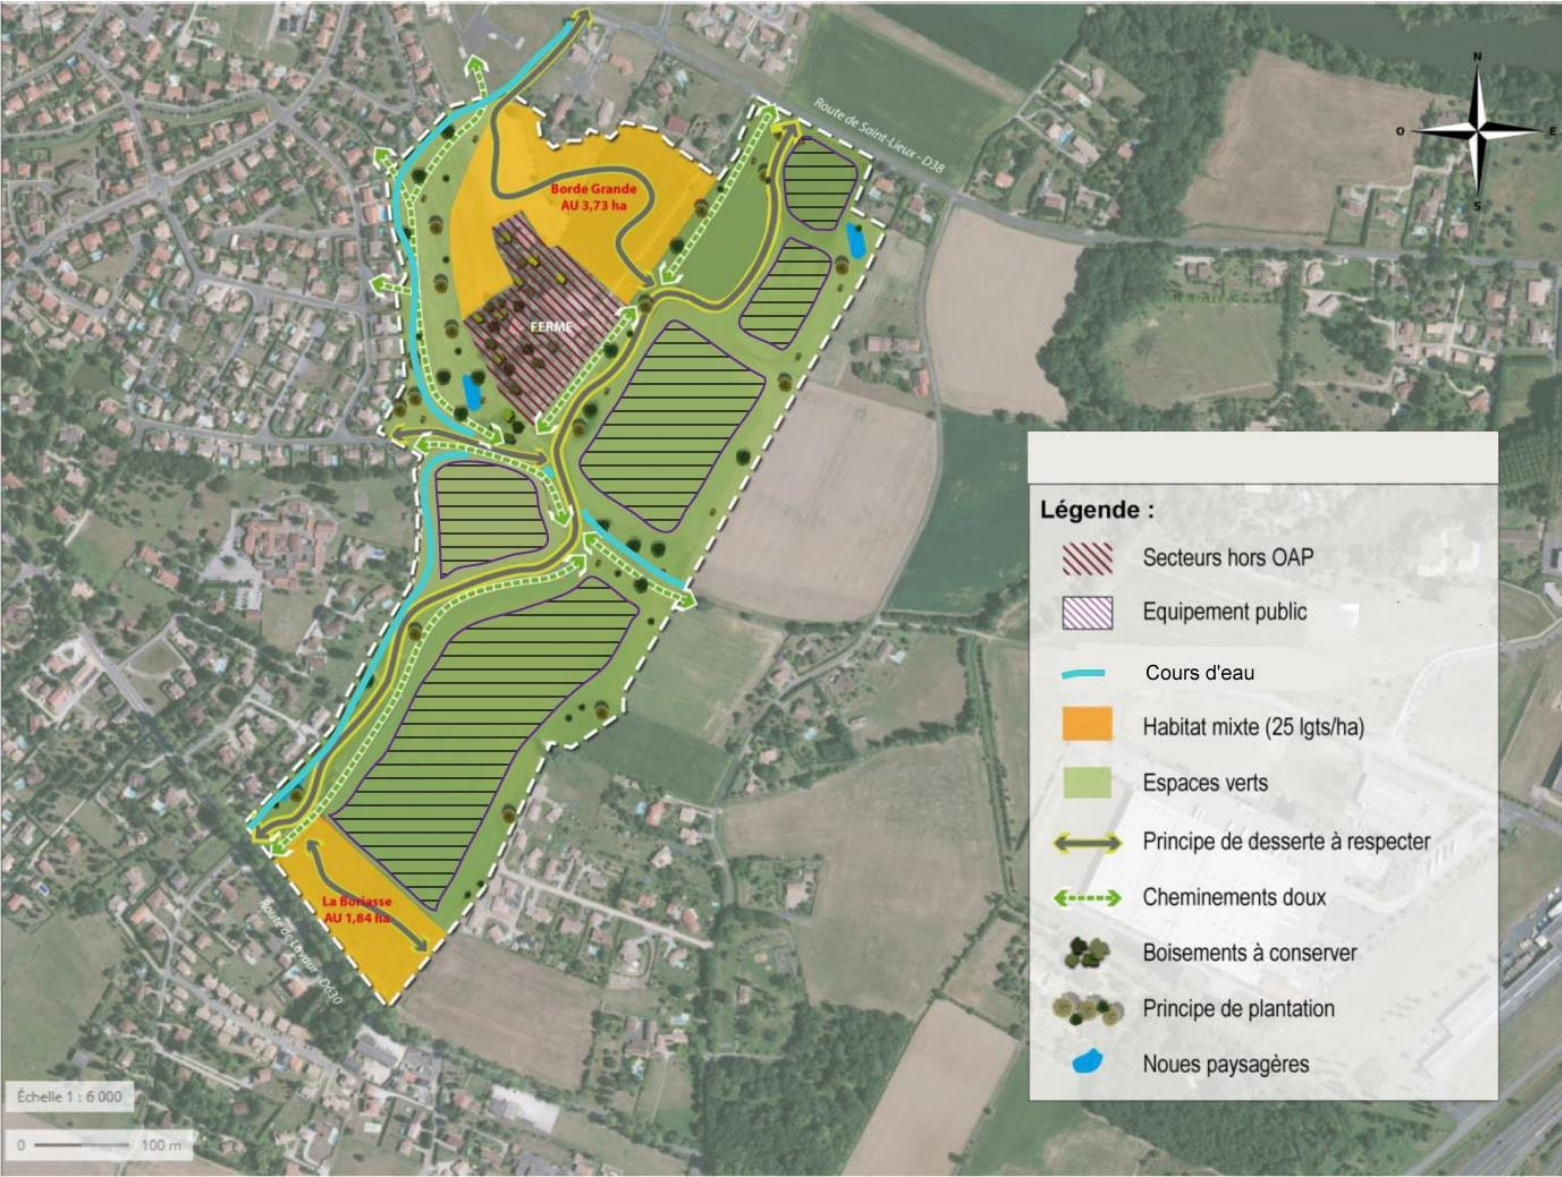 Route de Saint-Lieux - D38
N
O
E
S
Borde Grande
AU 3,73 ha
FERME
La Boriasse
AU 1,84 ha
Route de Lavaur - D630
Légende :
Secteurs hors OAP
Equipement public
Cours d'eau
Habitat mixte (25 lgts/ha)
Espaces verts
Principe de desserte à respecter
Cheminements doux
Boisements à conserver
Principe de plantation
Noues paysagères
Échelle 1 : 6 000
0
100 m